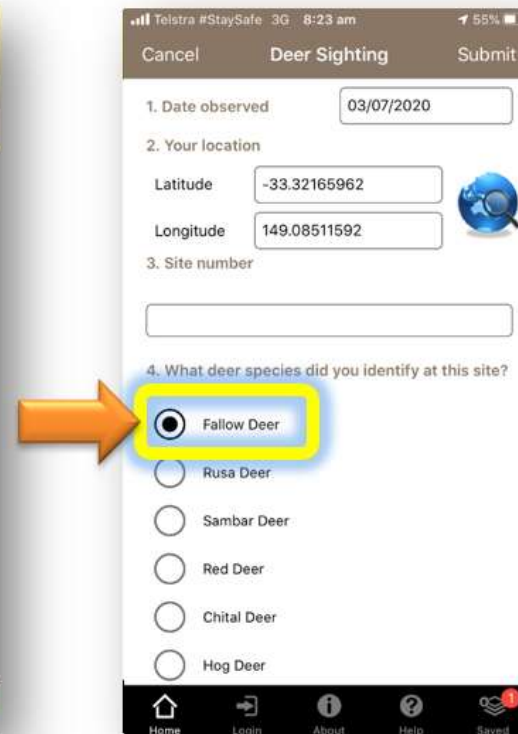 Telstra #StaySafe 3G 8:23 am 55%
Cancel Deer Sighting Submit
1. Date observed 03/07/2020
2. Your location
Latitude -33.32165962
Longitude 149.08511592
3. Site number
4. What deer species did you identify at this site?
Fallow Deer
Rusa Deer
Sambar Deer
Red Deer
Chital Deer
Hog Deer
1
Home Login About Help Saved